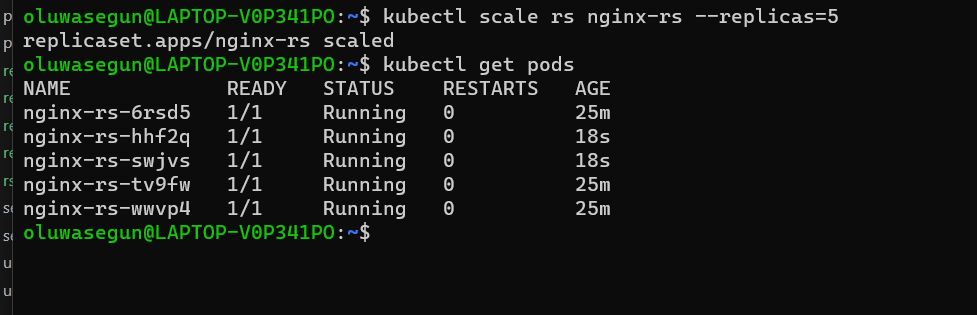 oluwasegun@LAPTOP-V0P341PO:~$ kubectl scale rs nginx-rs --replicas=5
replicaset.apps/nginx-rs scaled
oluwasegun@LAPTOP-V0P341PO:~$ kubectl get pods
NAME READY STATUS RESTARTS AGE
nginx-rs-6rsd5 1/1 Running 0 25m
nginx-rs-hhf2q 1/1 Running 0 18s
nginx-rs-swjvs 1/1 Running 0 18s
nginx-rs-tv9fw 1/1 Running 0 25m
nginx-rs-wwvp4 1/1 Running 0 25m
oluwasegun@LAPTOP-V0P341PO:~$